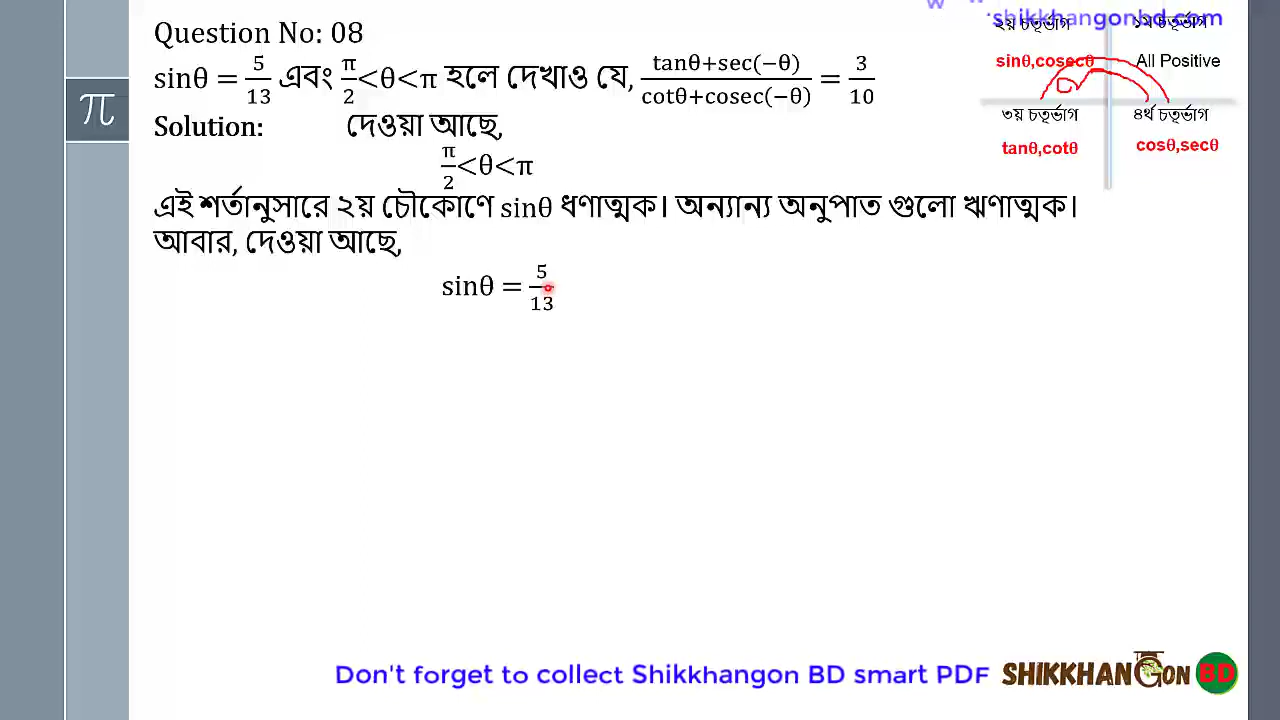 shikkhangonbd.com
Question No: 08
২য় চতুর্ভাগ ১ম চতুর্ভাগ
sinθ = 5/13 এবং π/2<θ<π হলে দেখাও যে, (tanθ+sec(−θ))/(cotθ+cosec(−θ)) = 3/10
sinθ,cosecθ All Positive
৩য় চতুর্ভাগ ৪র্থ চতুর্ভাগ
tanθ,cotθ cosθ,secθ
π
Solution: দেওয়া আছে,
π/2<θ<π
এই শর্তানুসারে ২য় চৌকোণে sinθ ধণাত্মক। অন্যান্য অনুপাত গুলো ঋণাত্মক।
আবার, দেওয়া আছে,
sinθ = 5/13
Don't forget to collect Shikkhangon BD smart PDF
SHIKKHANGON BD